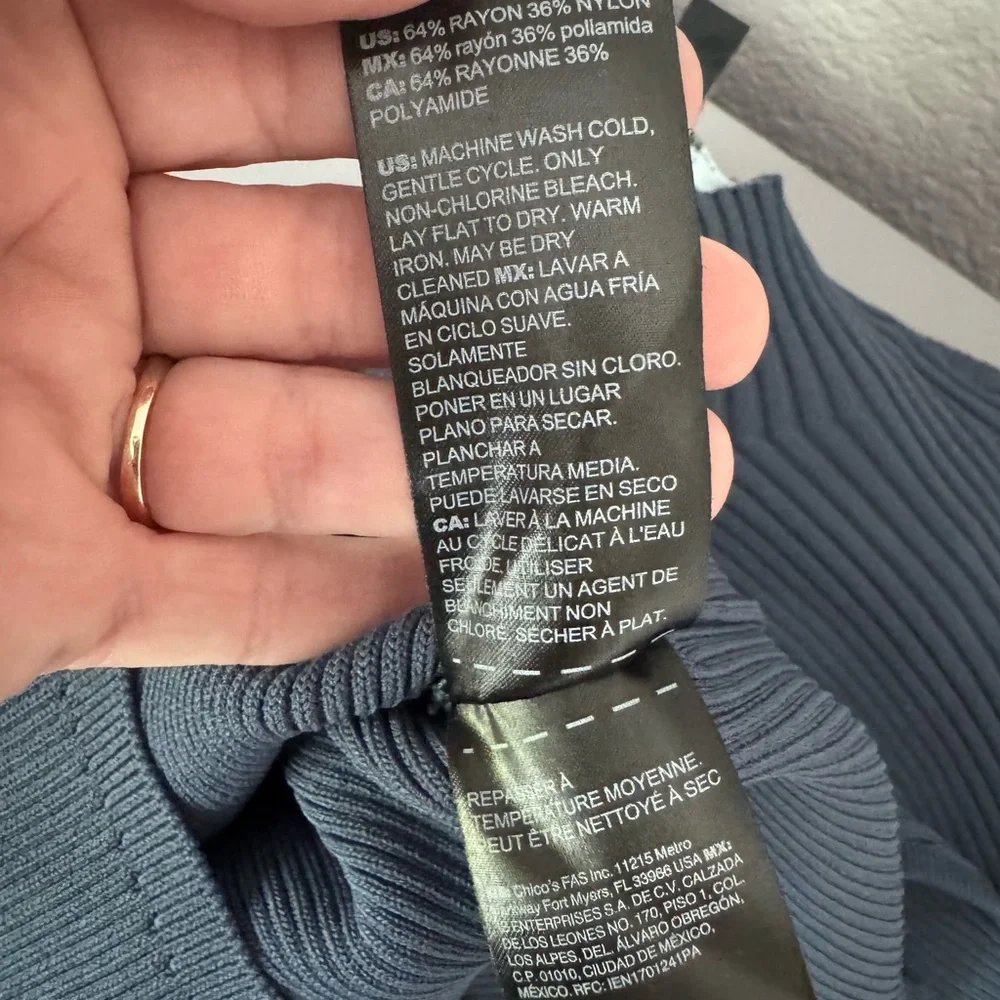 US: 64% RAYON 36% NYLON
MX: 64% rayón 36% poliamida
CA: 64% RAYONNE 36%
POLYAMIDE
US: MACHINE WASH COLD,
GENTLE CYCLE. ONLY
NON-CHLORINE BLEACH.
LAY FLAT TO DRY. WARM
IRON. MAY BE DRY
CLEANED MX: LAVAR A
MÁQUINA CON AGUA FRÍA
EN CICLO SUAVE.
SOLAMENTE
BLANQUEADOR SIN CLORO.
PONER EN UN LUGAR
PLANO PARA SECAR.
PLANCHAR A
TEMPERATURA MEDIA.
PUEDE LAVARSE EN SECO
CA: LAVER À LA MACHINE
AU CYCLE DÉLICAT À L'EAU
FROIDE. UTILISER
SEULEMENT UN AGENT DE
BLANCHIMENT NON
CHLORÉ. SÉCHER À PLAT.
REPASSER À
TEMPÉRATURE MOYENNE.
PEUT ÊTRE NETTOYÉ À SEC
Chico's FAS Inc. 11215 Metro
Fort Myers, FL 33966 USA MX:
ENTERPRISES S.A. DE C.V. CALZADA
DE LOS LEONES NO. 170, PISO 1, COL.
LOS ALPES, DEL. ÁLVARO OBREGÓN,
C.P. 01010, CIUDAD DE MÉXICO,
MÉXICO. RFC: IEN1701241PA